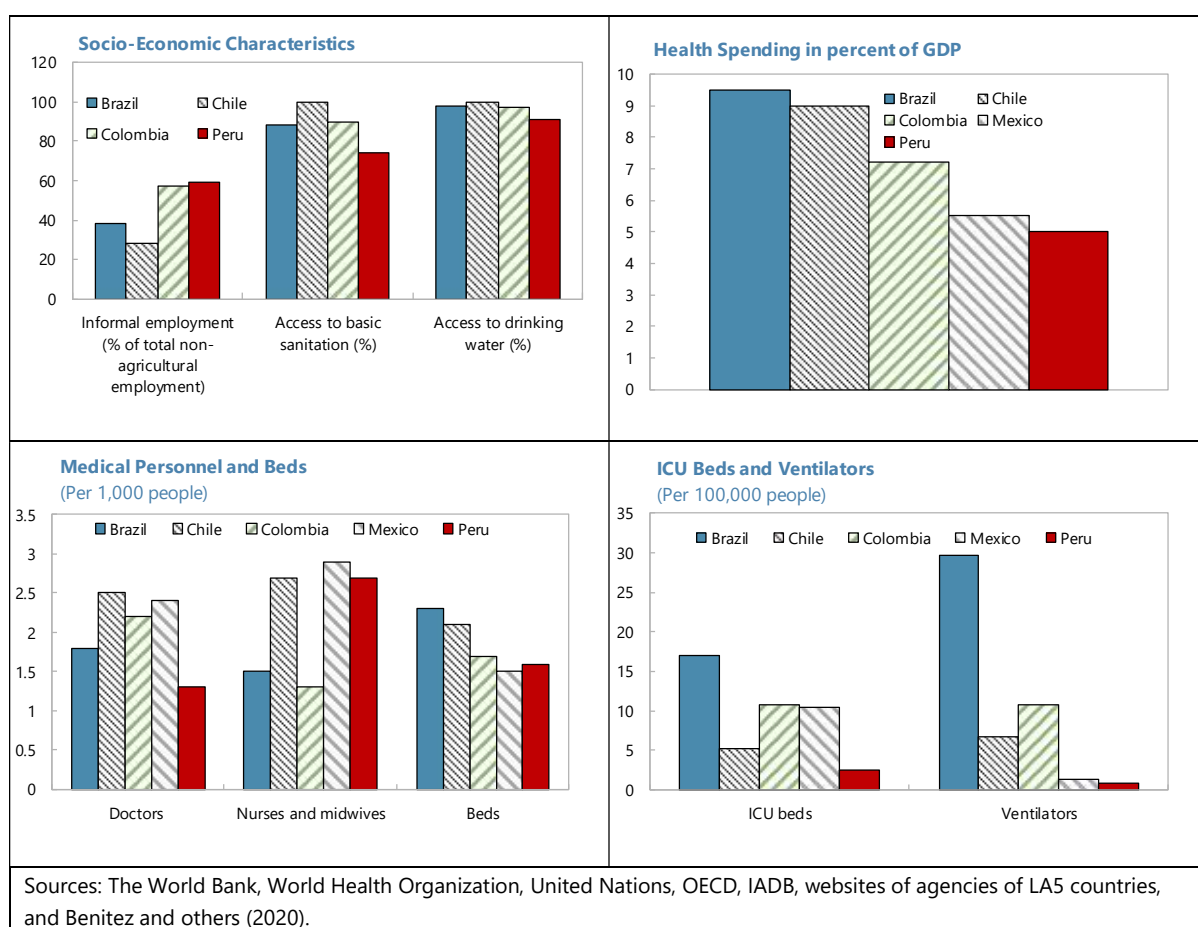 Socio-Economic Characteristics
120
100
80
60
40
20
0
Brazil
Chile
Colombia
Peru
Informal employment
(% of total non-
agricultural
employment)
Access to basic
sanitation (%)
Access to drinking
water (%)
Health Spending in percent of GDP
10
9
8
7
6
5
4
3
2
1
0
Brazil
Chile
Colombia
Mexico
Peru
Medical Personnel and Beds
(Per 1,000 people)
3.5
3
2.5
2
1.5
1
0.5
0
Brazil
Chile
Colombia
Mexico
Peru
Doctors
Nurses and midwives
Beds
ICU Beds and Ventilators
(Per 100,000 people)
35
30
25
20
15
10
5
0
Brazil
Chile
Colombia
Mexico
Peru
ICU beds
Ventilators
Sources: The World Bank, World Health Organization, United Nations, OECD, IADB, websites of agencies of LA5 countries,
and Benitez and others (2020).